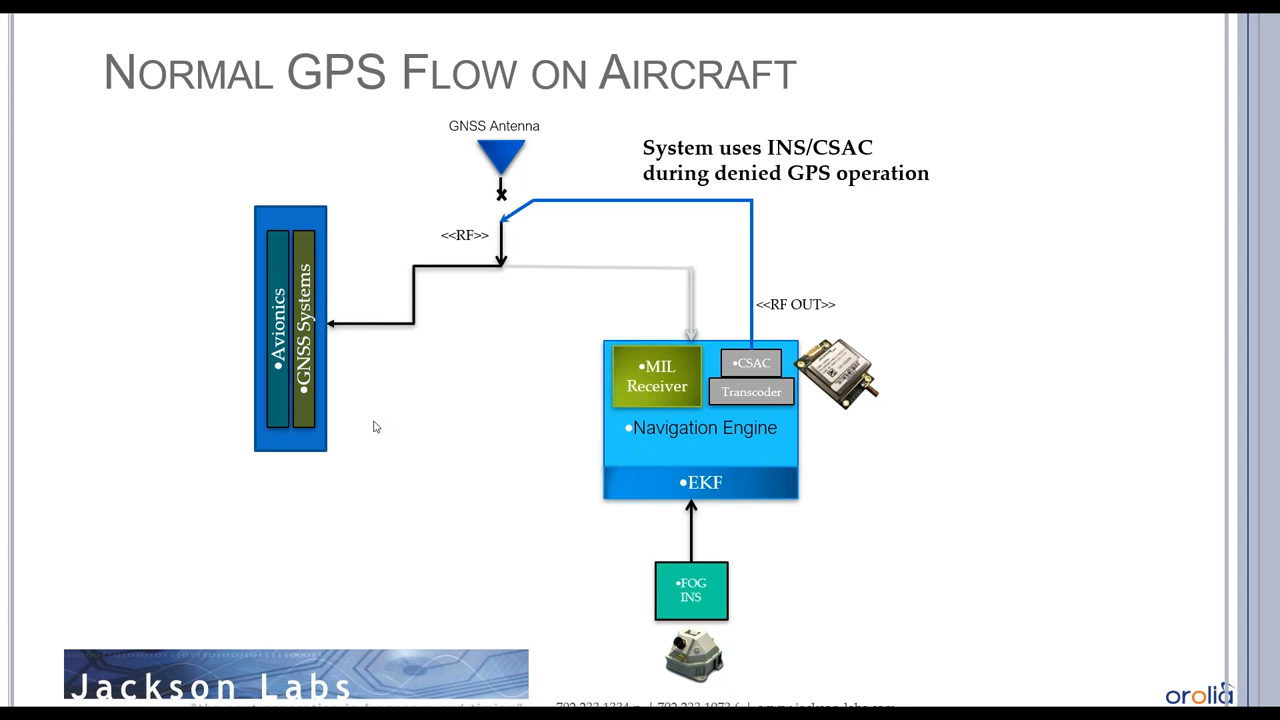 NORMAL GPS FLOW ON AIRCRAFT
GNSS Antenna
System uses INS/CSAC
during denied GPS operation
<<RF>>
<<RF OUT>>
•Avionics
•GNSS Systems
•MIL
Receiver
•CSAC
Transcoder
•Navigation Engine
•EKF
•FOG
INS
Jackson Labs
orolia